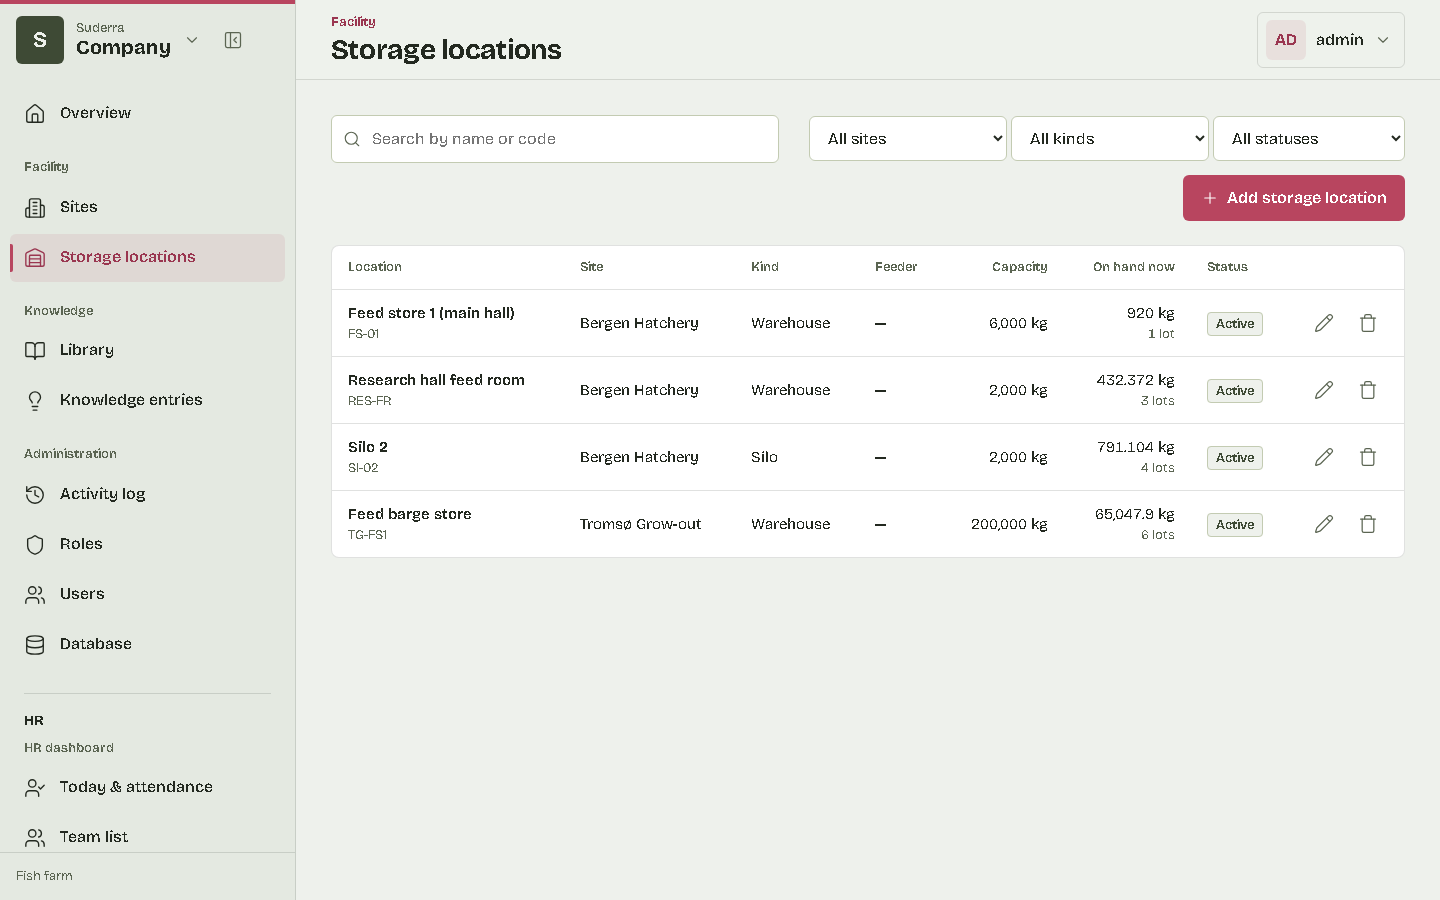 S
Suderra
Company
Overview
Facility
Sites
Storage locations
Knowledge
Library
Knowledge entries
Administration
Activity log
Roles
Users
Database
HR
HR dashboard
Today & attendance
Team list
Fish farm
Facility
Storage locations
AD admin
Search by name or code
All sites All kinds All statuses
+ Add storage location
Location Site Kind Feeder Capacity On hand now Status
Feed store 1 (main hall) Bergen Hatchery Warehouse — 6,000 kg 920 kg Active
FS-01 1 lot
Research hall feed room Bergen Hatchery Warehouse — 2,000 kg 432.372 kg Active
RES-FR 3 lots
Silo 2 Bergen Hatchery Silo — 2,000 kg 791.104 kg Active
SI-02 4 lots
Feed barge store Tromsø Grow-out Warehouse — 200,000 kg 65,047.9 kg Active
TG-FS1 6 lots